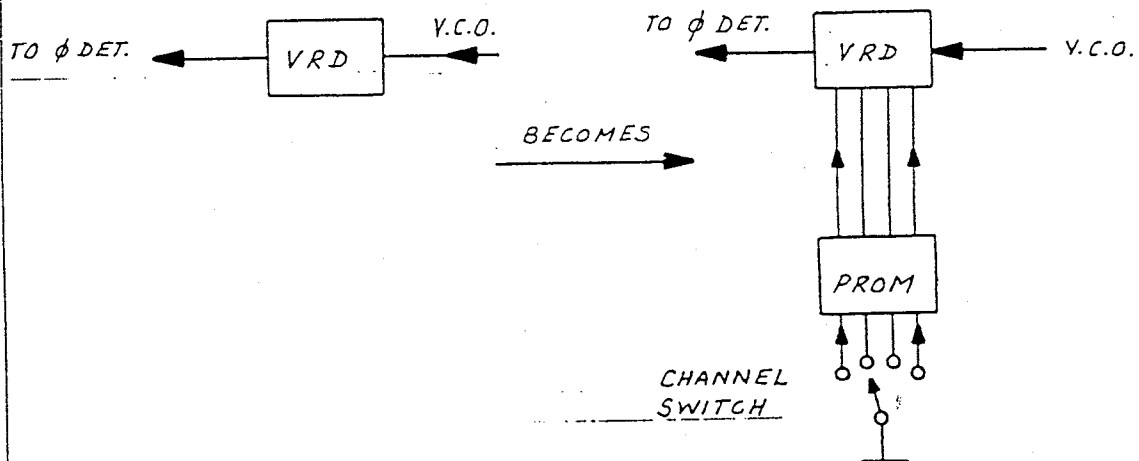 TO ϕ DET.
VRD
V.C.O.
BECOMES
TO ϕ DET.
VRD
V.C.O.
PROM
CHANNEL
SWITCH